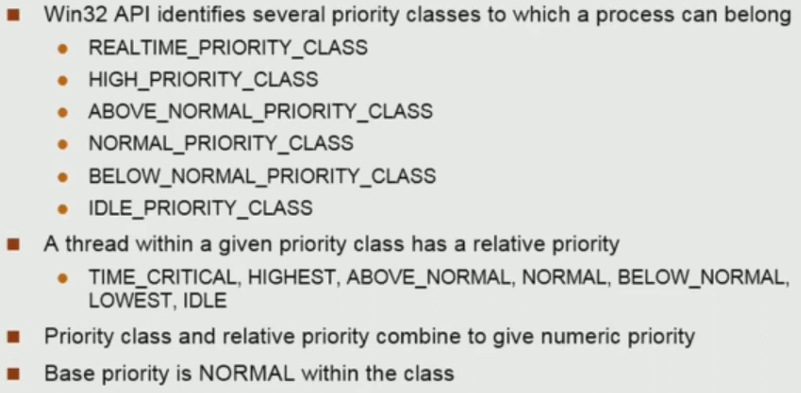 Win32 API identifies several priority classes to which a process can belong
REALTIME_PRIORITY_CLASS
HIGH_PRIORITY_CLASS
ABOVE_NORMAL_PRIORITY_CLASS
NORMAL_PRIORITY_CLASS
BELOW_NORMAL_PRIORITY_CLASS
IDLE_PRIORITY_CLASS
A thread within a given priority class has a relative priority
TIME_CRITICAL, HIGHEST, ABOVE_NORMAL, NORMAL, BELOW_NORMAL,
LOWEST, IDLE
Priority class and relative priority combine to give numeric priority
Base priority is NORMAL within the class